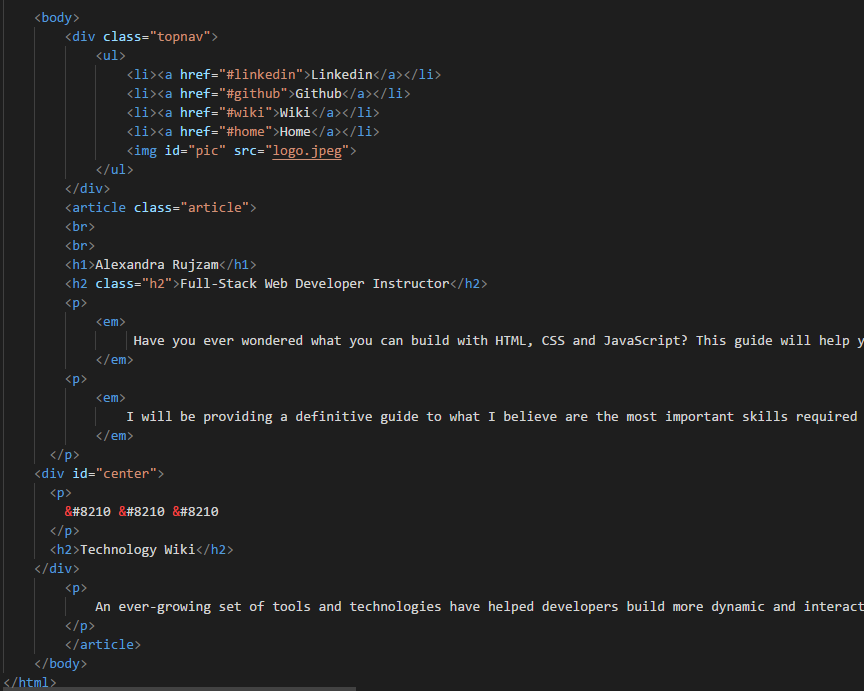 <body>
<div class="topnav">
<ul>
<li><a href="#linkedin">Linkedin</a></li>
<li><a href="#github">Github</a></li>
<li><a href="#wiki">Wiki</a></li>
<li><a href="#home">Home</a></li>
<img id="pic" src="logo.jpeg">
</ul>
</div>
<article class="article">
<br>
<br>
<h1>Alexandra Rujzam</h1>
<h2 class="h2">Full-Stack Web Developer Instructor</h2>
<p>
<em>
Have you ever wondered what you can build with HTML, CSS and JavaScript? This guide will help y
</em>
<p>
<em>
I will be providing a definitive guide to what I believe are the most important skills required
</em>
</p>
<div id="center">
<p>
&#8210 &#8210 &#8210
</p>
<h2>Technology Wiki</h2>
</div>
<p>
An ever-growing set of tools and technologies have helped developers build more dynamic and interact
</p>
</article>
</body>
</html>